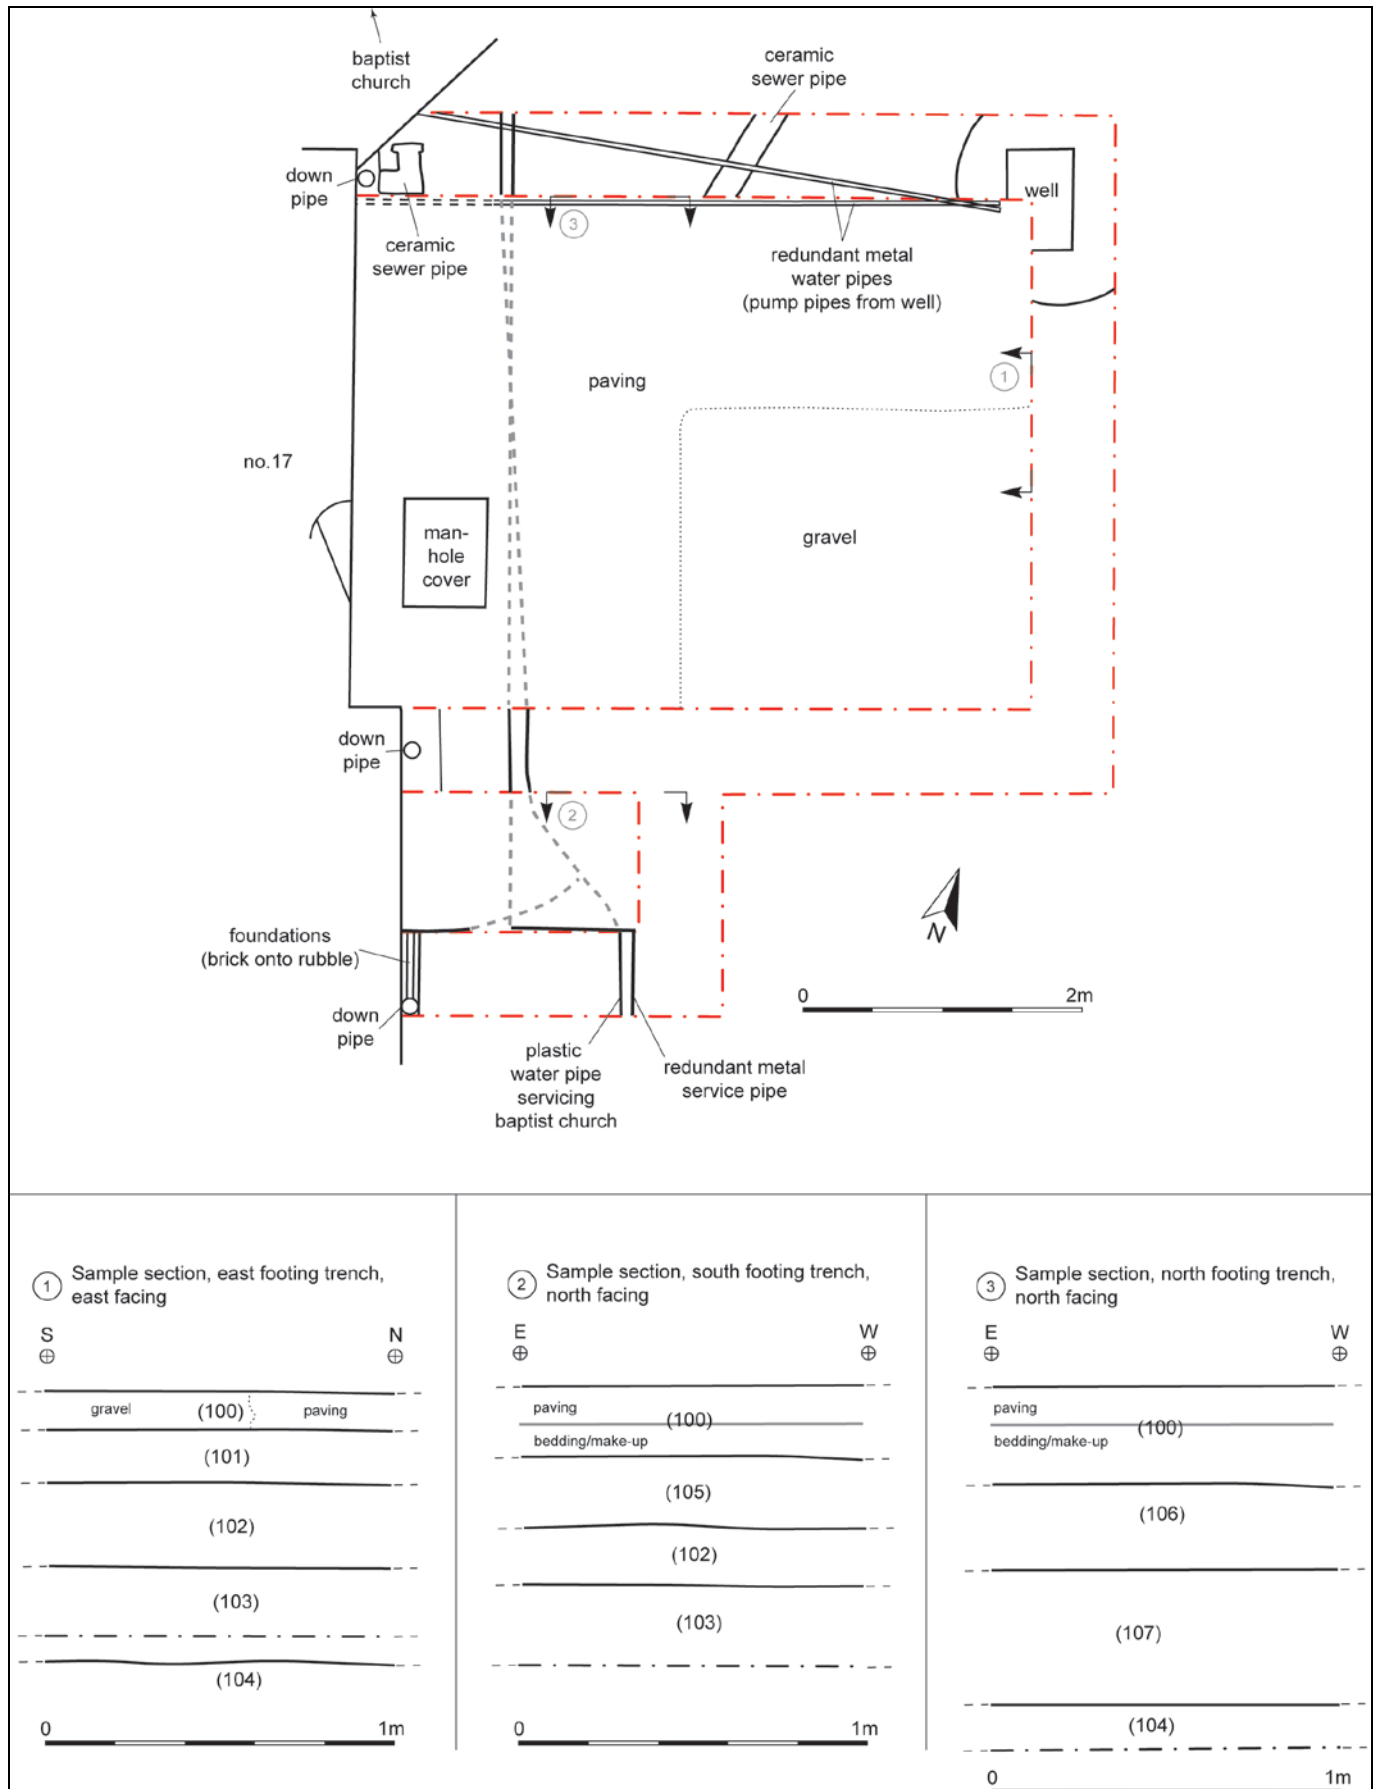 baptist
church
ceramic
sewer pipe
down
pipe
well
3
ceramic
sewer pipe
redundant metal
water pipes
(pump pipes from well)
1
paving
no.17
man-
hole
cover
gravel
down
pipe
2
N
foundations
(brick onto rubble)
0 2m
down
pipe
plastic
water pipe
servicing
baptist church
redundant metal
service pipe
1 Sample section, east footing trench,
east facing
S N
gravel (100) paving
(101)
(102)
(103)
(104)
0 1m
2 Sample section, south footing trench,
north facing
E W
paving
(100)
bedding/make-up
(105)
(102)
(103)
0 1m
3 Sample section, north footing trench,
north facing
E W
paving
(100)
bedding/make-up
(106)
(107)
(104)
0 1m